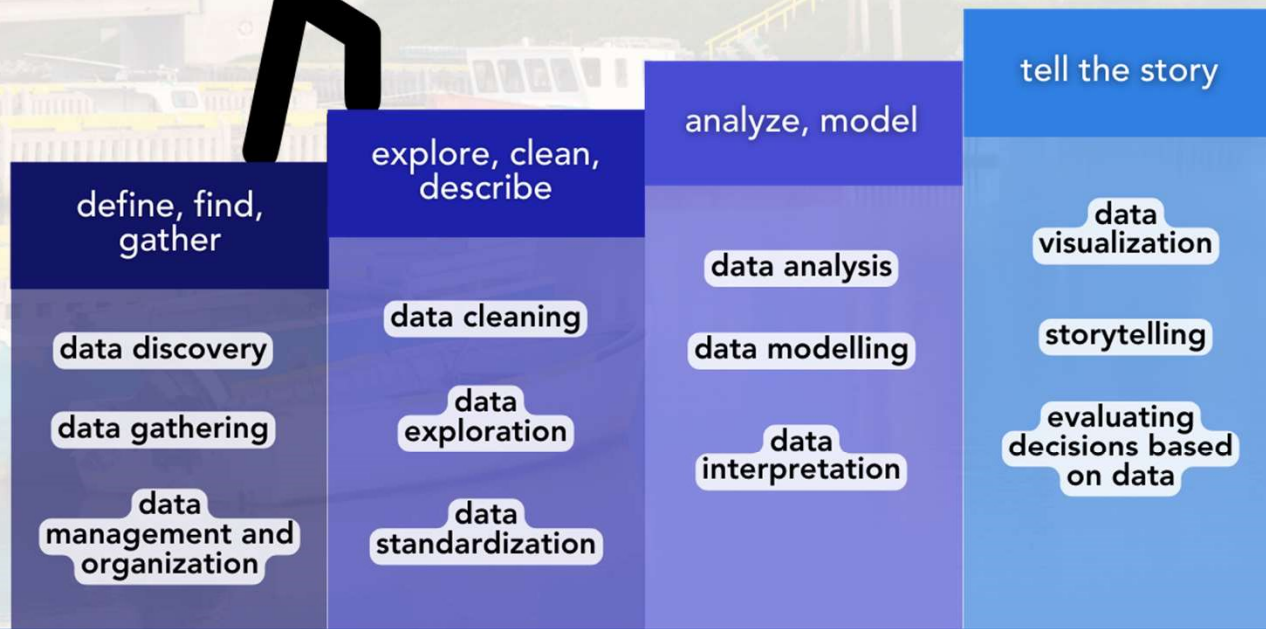 define, find,
gather
data discovery
data gathering
data
management and
organization
explore, clean,
describe
data cleaning
data
exploration
data
standardization
analyze, model
data analysis
data modelling
data
interpretation
tell the story
data
visualization
storytelling
evaluating
decisions based
on data